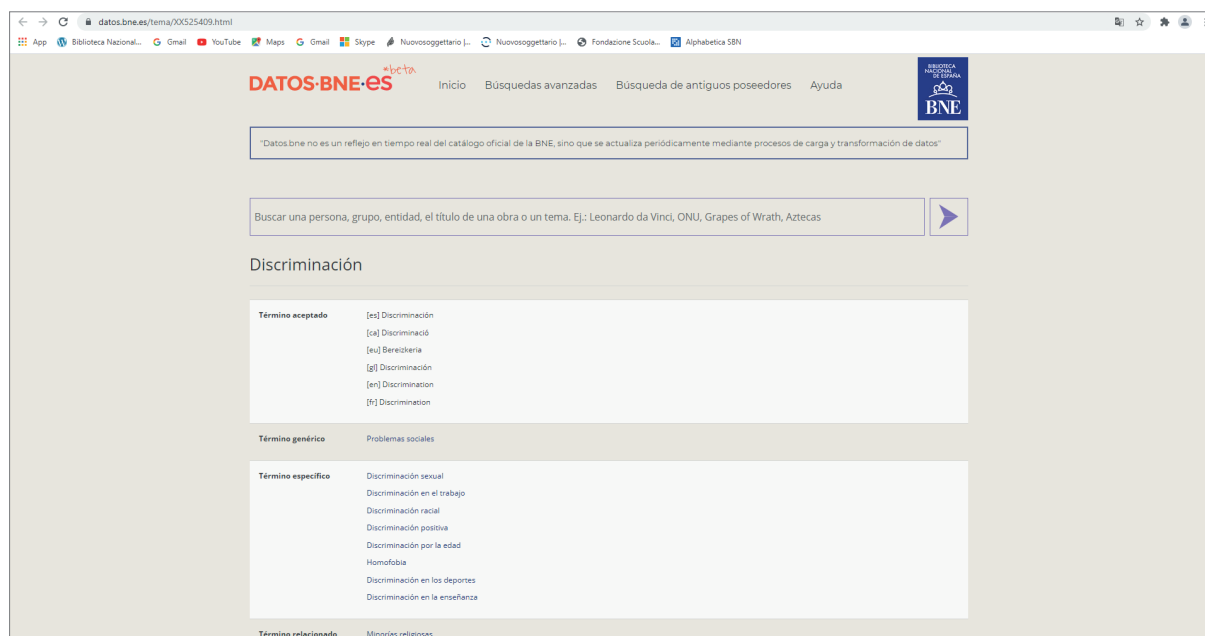 datos.bne.es/tema/XX525409.html
App Biblioteca Nazional... Gmail YouTube Maps Gmail Skype Nuovosoggettario |... Nuovosoggettario |... Fondazione Scuola... Alphabetica SBN
DATOS·BNE·es *beta
Inicio Búsquedas avanzadas Búsqueda de antiguos poseedores Ayuda
BIBLIOTECA
NACIONAL
DE ESPAÑA
BNE
"Datos.bne no es un reflejo en tiempo real del catálogo oficial de la BNE, sino que se actualiza periódicamente mediante procesos de carga y transformación de datos"
Buscar una persona, grupo, entidad, el título de una obra o un tema. Ej.: Leonardo da Vinci, ONU, Grapes of Wrath, Aztecas
Discriminación
Término aceptado [es] Discriminación
[ca] Discriminació
[eu] Bereizkeria
[gl] Discriminación
[en] Discrimination
[fr] Discrimination
Término genérico Problemas sociales
Término específico Discriminación sexual
Discriminación en el trabajo
Discriminación racial
Discriminación positiva
Discriminación por la edad
Homofobia
Discriminación en los deportes
Discriminación en la enseñanza
Término relacionado Minorías religiosas